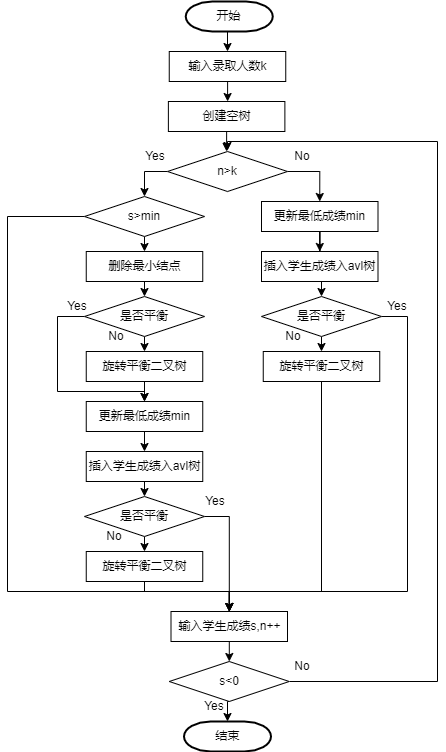 开始
输入录取人数k
创建空树
Yes
No
n>k
s>min
更新最低成绩min
删除最小结点
插入学生成绩入avl树
Yes
是否平衡
是否平衡
Yes
No
No
旋转平衡二叉树
旋转平衡二叉树
更新最低成绩min
插入学生成绩入avl树
Yes
是否平衡
No
旋转平衡二叉树
输入学生成绩s,n++
No
s<0
Yes
结束